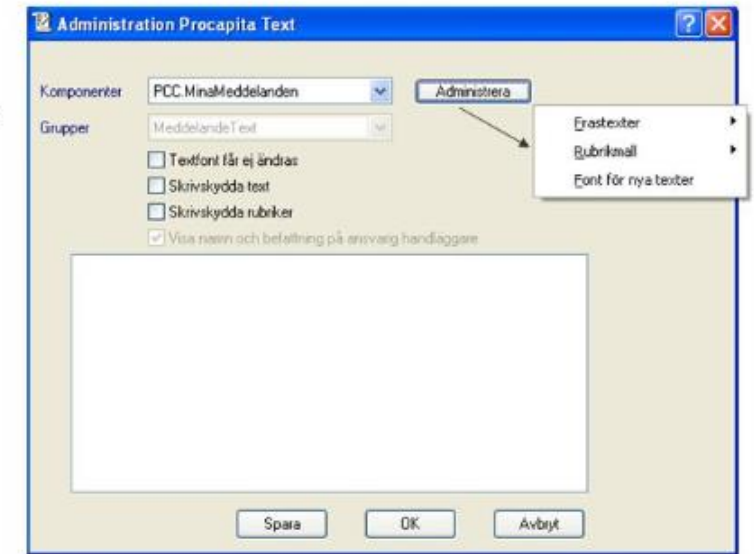 Administration Procapita Text
Komponenter PCC.MinaMeddelanden Administrera
Grupper MeddelandeText
Frastexter
Rubrikmall
Font för nya texter
Textfont får ej ändras
Skrivskydda text
Skrivskydda rubriker
Visa namn och befattning på ansvarig handläggare
Spara OK Avbryt